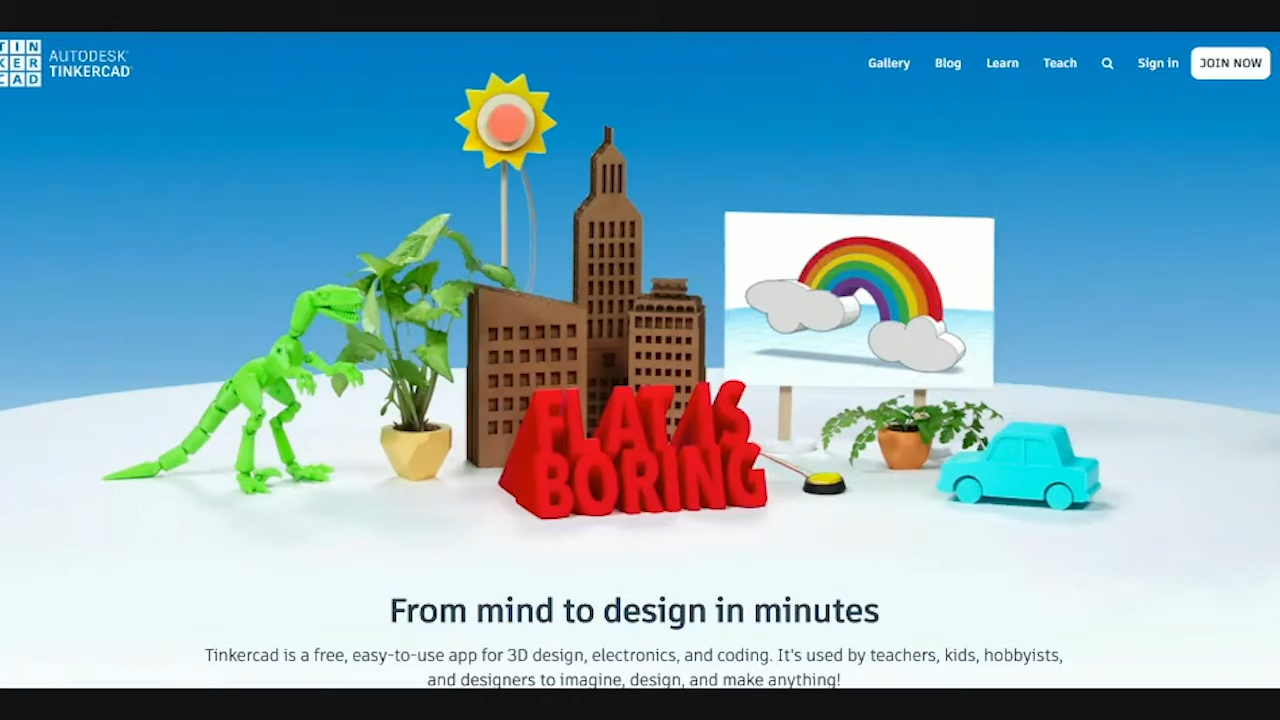 TIN
KER
CAD
AUTODESK
TINKERCAD
Gallery Blog Learn Teach Sign in JOIN NOW
FLAT IS
BORING
From mind to design in minutes
Tinkercad is a free, easy-to-use app for 3D design, electronics, and coding. It's used by teachers, kids, hobbyists,
and designers to imagine, design, and make anything!